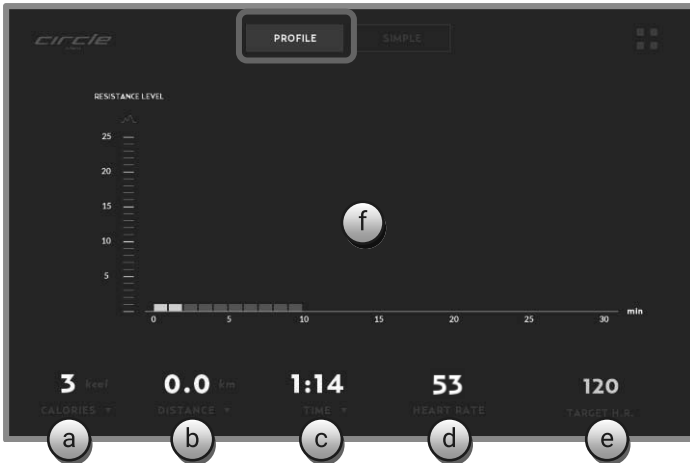 circle
PROFILE SIMPLE
RESISTANCE LEVEL
25
20
15
10
5
f
0 5 10 15 20 25 30 min
3 kcal 0.0 km 1:14 53 120
CALORIES DISTANCE TIME HEART RATE TARGET H.R.
a b c d e